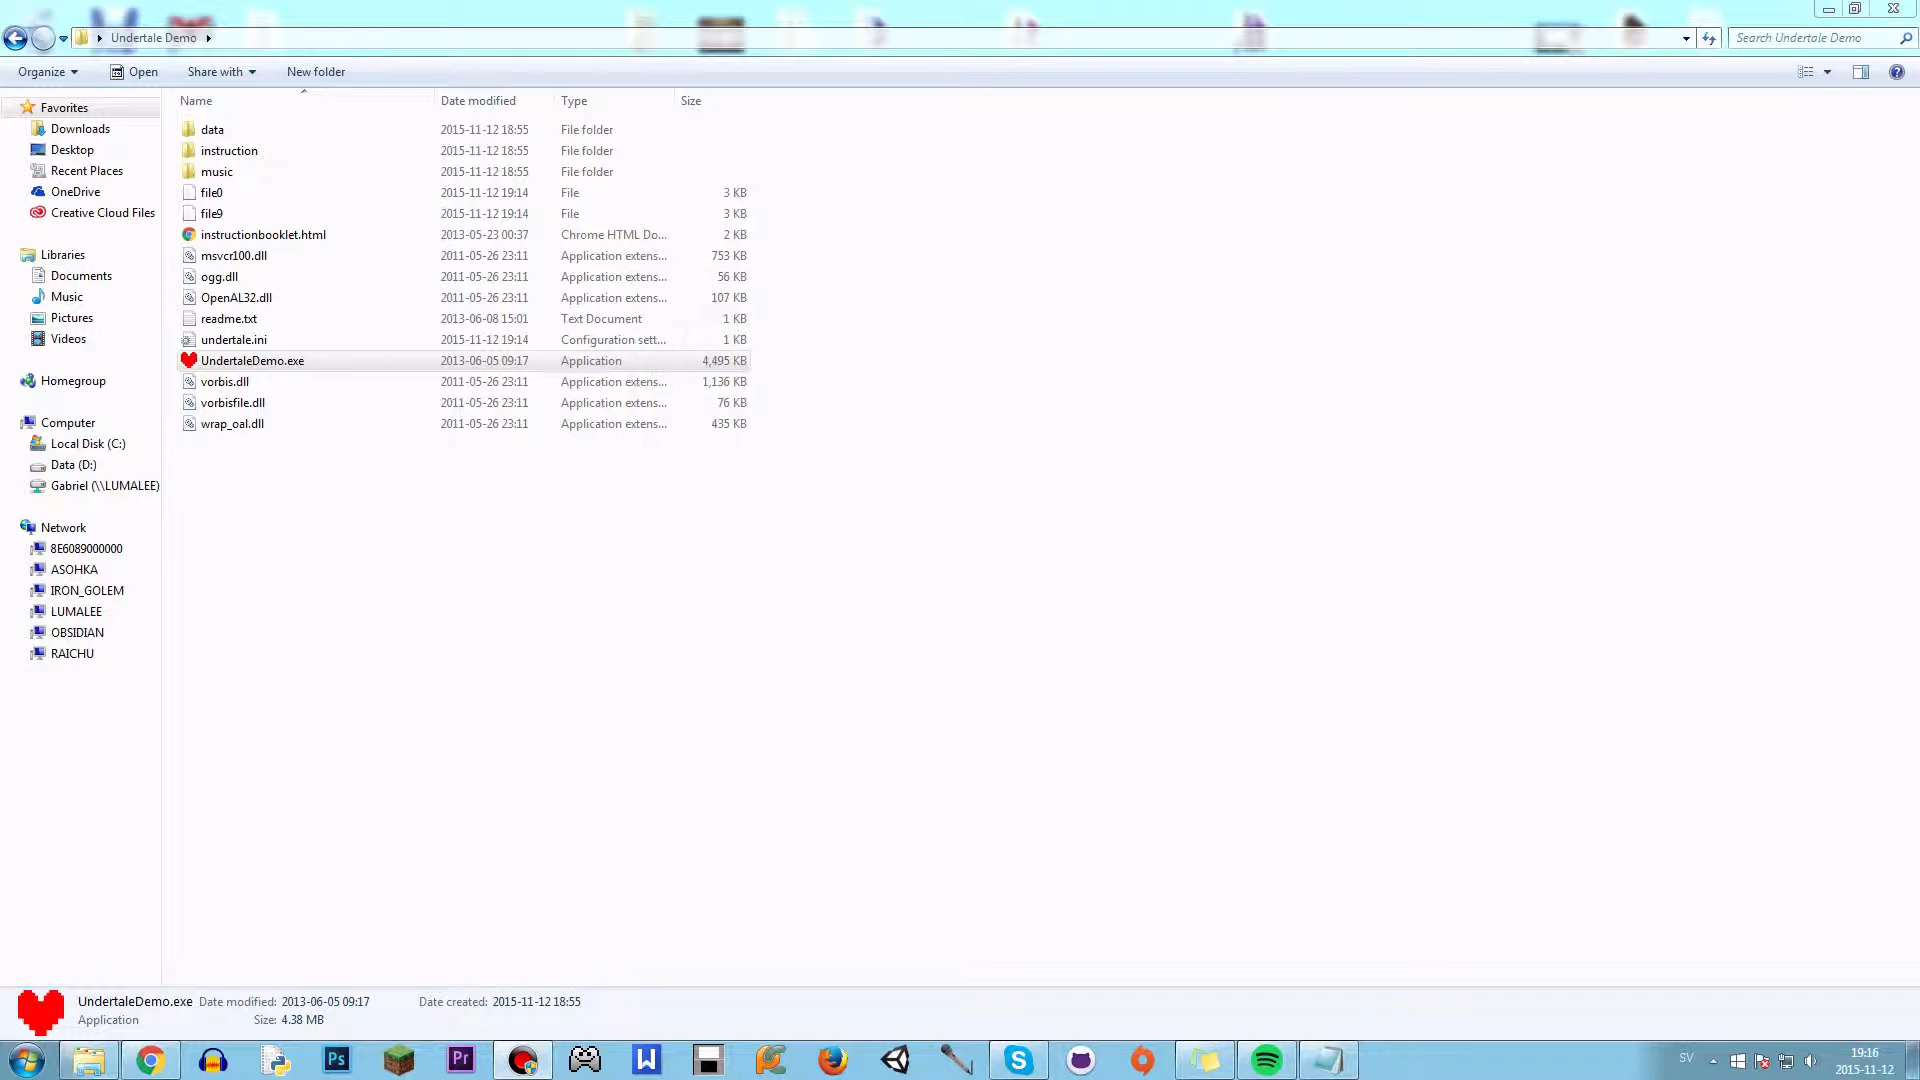 Undertale Demo
Search Undertale Demo
Organize Open Share with New folder
Name Date modified Type Size
Favorites
Downloads
Desktop
Recent Places
OneDrive
Creative Cloud Files
Libraries
Documents
Music
Pictures
Videos
Homegroup
Computer
Local Disk (C:)
Data (D:)
Gabriel (\\LUMALEE)
Network
8E6089000000
ASOHKA
IRON_GOLEM
LUMALEE
OBSIDIAN
RAICHU
data 2015-11-12 18:55 File folder
instruction 2015-11-12 18:55 File folder
music 2015-11-12 18:55 File folder
file0 2015-11-12 19:14 File 3 KB
file9 2015-11-12 19:14 File 3 KB
instructionbooklet.html 2013-05-23 00:37 Chrome HTML Do... 2 KB
msvcr100.dll 2011-05-26 23:11 Application extens... 753 KB
ogg.dll 2011-05-26 23:11 Application extens... 56 KB
OpenAL32.dll 2011-05-26 23:11 Application extens... 107 KB
readme.txt 2013-06-08 15:01 Text Document 1 KB
undertale.ini 2015-11-12 19:14 Configuration sett... 1 KB
UndertaleDemo.exe 2013-06-05 09:17 Application 4,495 KB
vorbis.dll 2011-05-26 23:11 Application extens... 1,136 KB
vorbisfile.dll 2011-05-26 23:11 Application extens... 76 KB
wrap_oal.dll 2011-05-26 23:11 Application extens... 435 KB
UndertaleDemo.exe Date modified: 2013-06-05 09:17 Date created: 2015-11-12 18:55
Application Size: 4.38 MB
Ps Pr W S
SV
19:16
2015-11-12